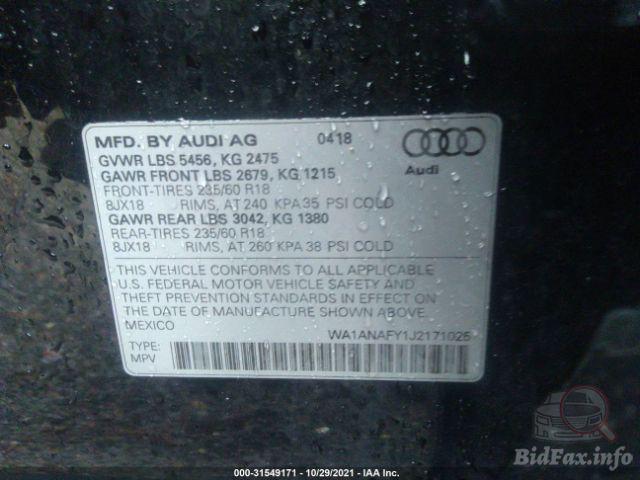 MFD. BY AUDI AG 0418
GVWR LBS 5456, KG 2475
GAWR FRONT LBS 2679, KG 1215
FRONT-TIRES 235/60 R18
8JX18 RIMS, AT 240 KPA 35 PSI COLD
GAWR REAR LBS 3042, KG 1380
REAR-TIRES 235/60 R18
8JX18 RIMS, AT 260 KPA 38 PSI COLD
Audi
THIS VEHICLE CONFORMS TO ALL APPLICABLE
U.S. FEDERAL MOTOR VEHICLE SAFETY AND
THEFT PREVENTION STANDARDS IN EFFECT ON
THE DATE OF MANUFACTURE SHOWN ABOVE.
MEXICO
WA1ANAFY1J2171026
TYPE:
MPV
BidFax.info
000-31549171 - 10/29/2021 - IAA Inc.